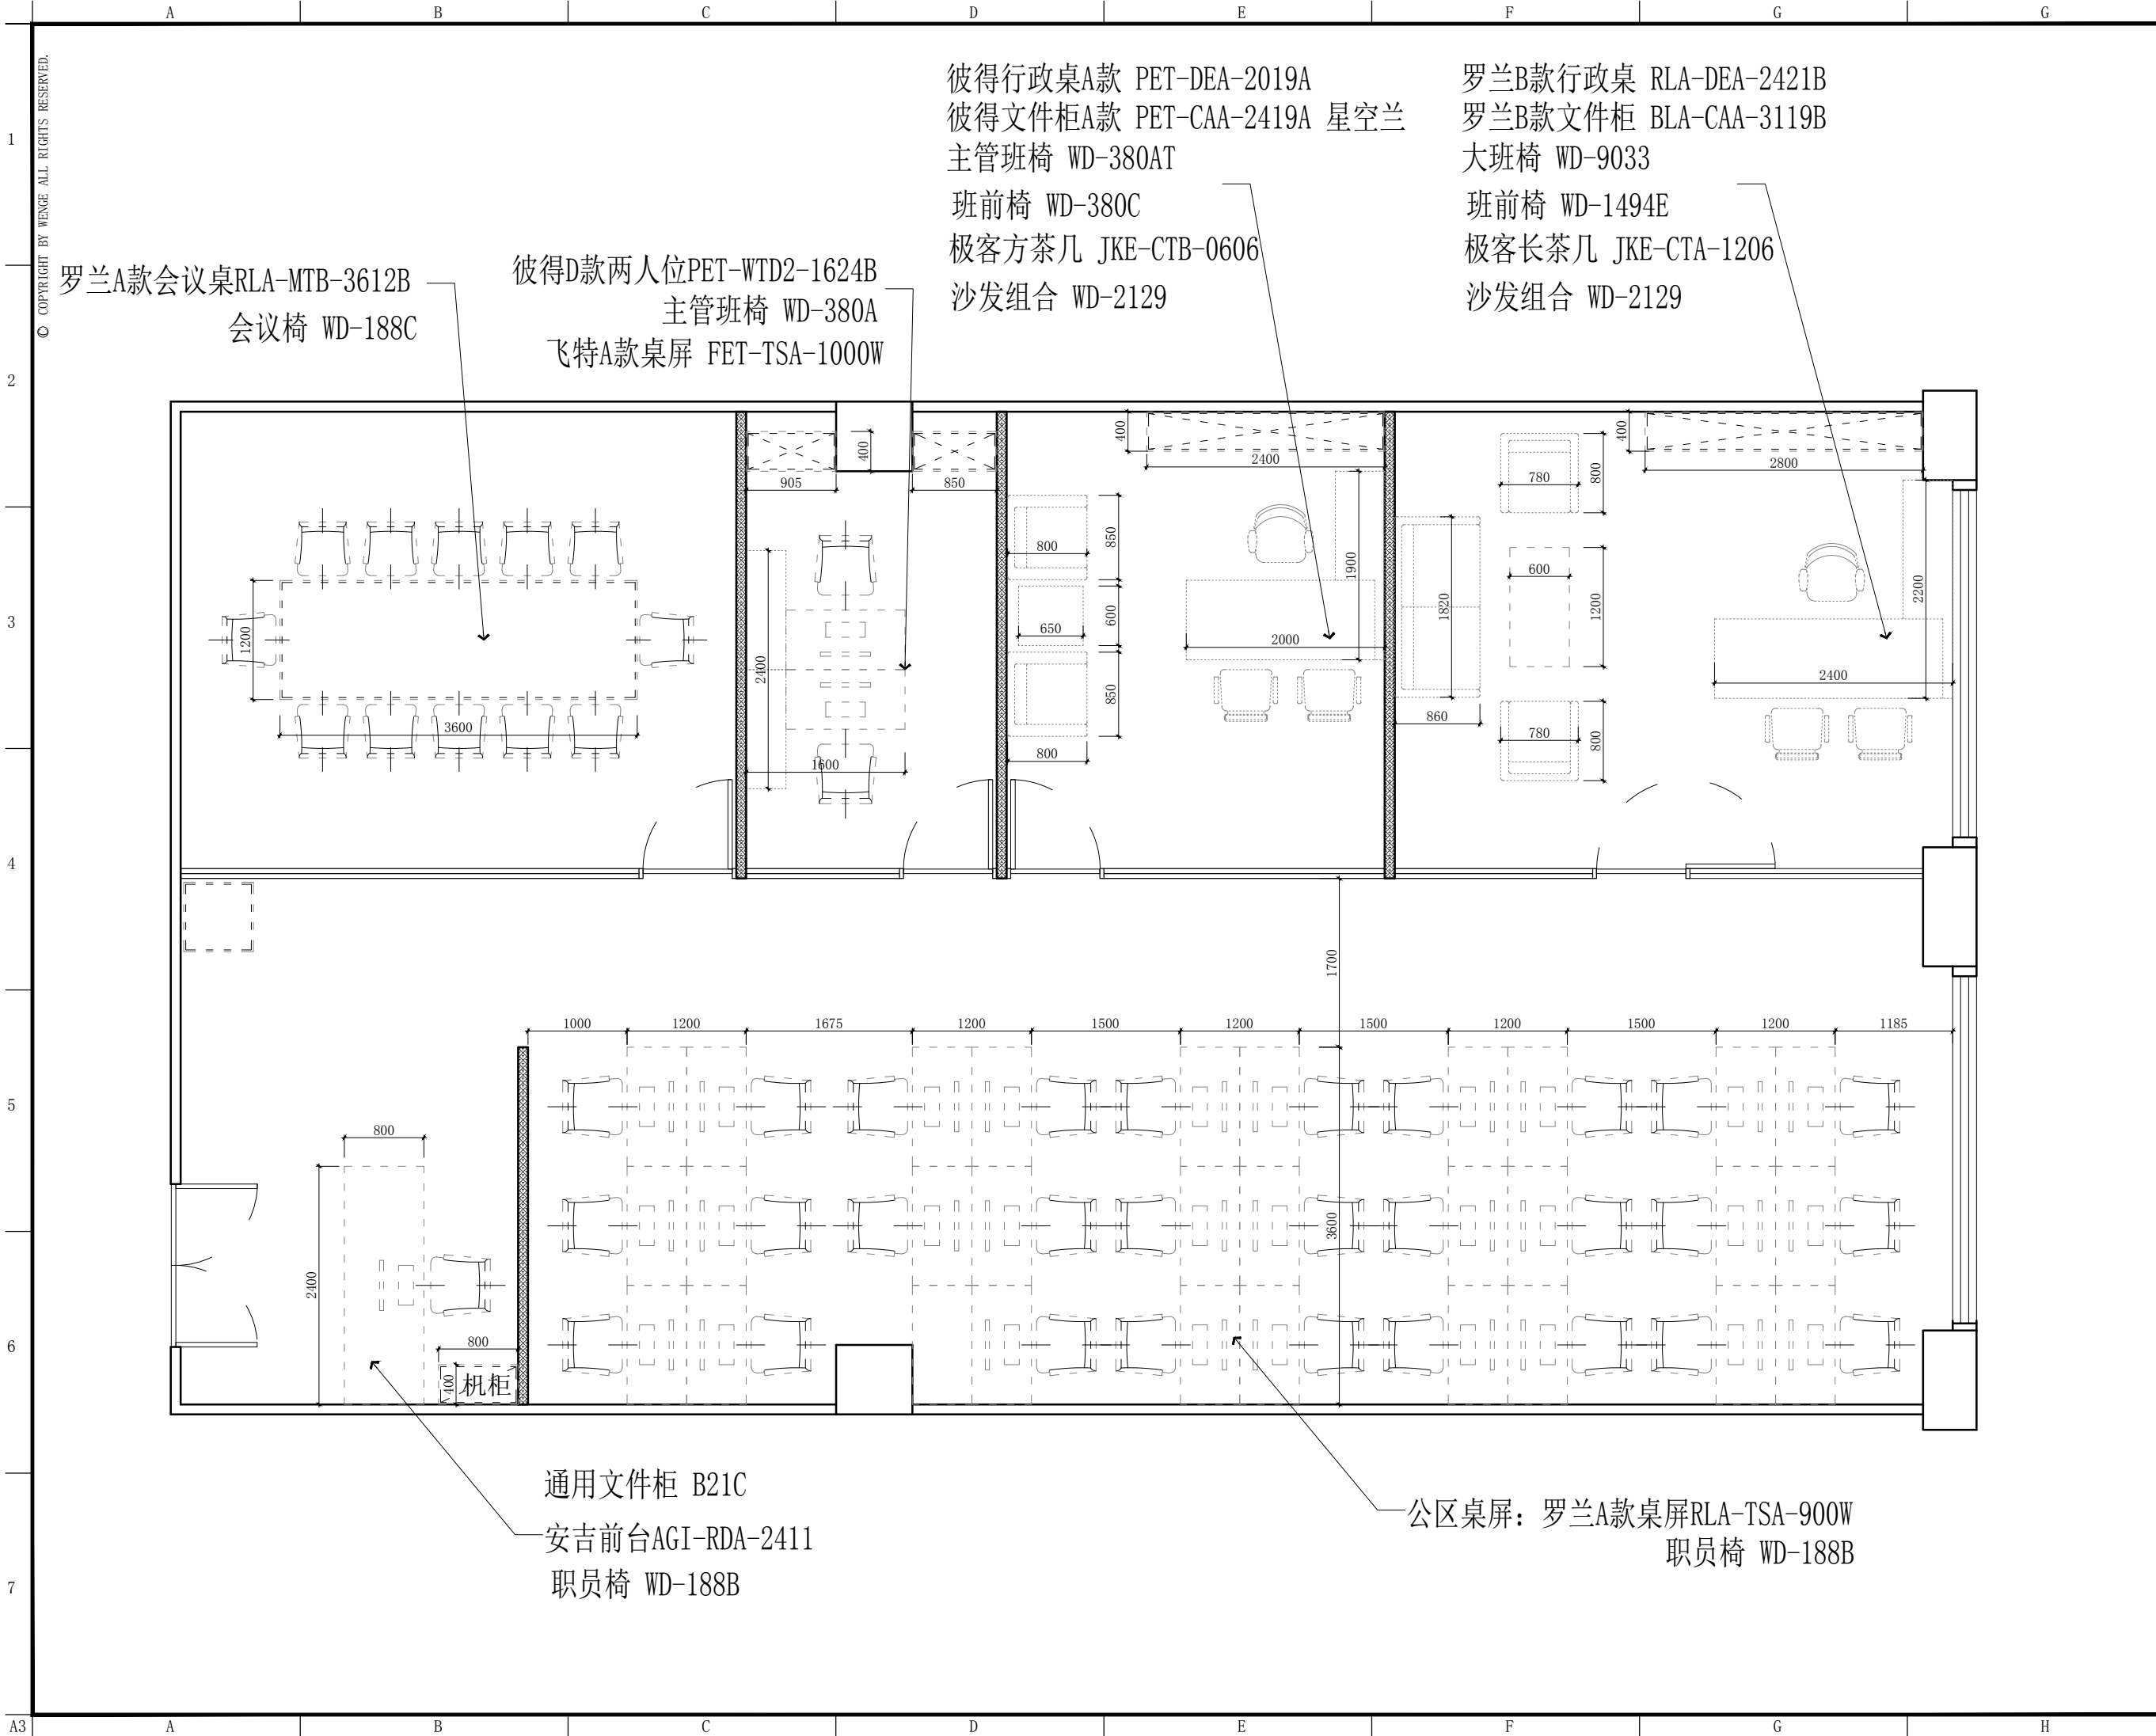 A B C D E F G G
© COPYRIGHT BY WENGE ALL RIGHTS RESERVED.
彼得行政桌A款 PET-DEA-2019A
彼得文件柜A款 PET-CAA-2419A 星空兰
主管班椅 WD-380AT
班前椅 WD-380C
极客方茶几 JKE-CTB-0606
沙发组合 WD-2129
罗兰B款行政桌 RLA-DEA-2421B
罗兰B款文件柜 BLA-CAA-3119B
大班椅 WD-9033
班前椅 WD-1494E
极客长茶几 JKE-CTA-1206
沙发组合 WD-2129
1
罗兰A款会议桌RLA-MTB-3612B
会议椅 WD-188C
彼得D款两人位PET-WTD2-1624B
主管班椅 WD-380A
飞特A款桌屏 FET-TSA-1000W
2
400
905
850
400
2400
400
2800
780
800
3
1200
3600
2400
1600
800
850
650
600
850
800
1900
2000
1820
860
600
1200
780
800
2200
2400
4
1700
1000 1200 1675 1200 1500 1200 1500 1200 1500 1200 1185
5
800
2400
3600
6
800
400
机柜
通用文件柜 B21C
安吉前台AGI-RDA-2411
职员椅 WD-188B
公区桌屏：罗兰A款桌屏RLA-TSA-900W
职员椅 WD-188B
7
A3 A B C D E F G H